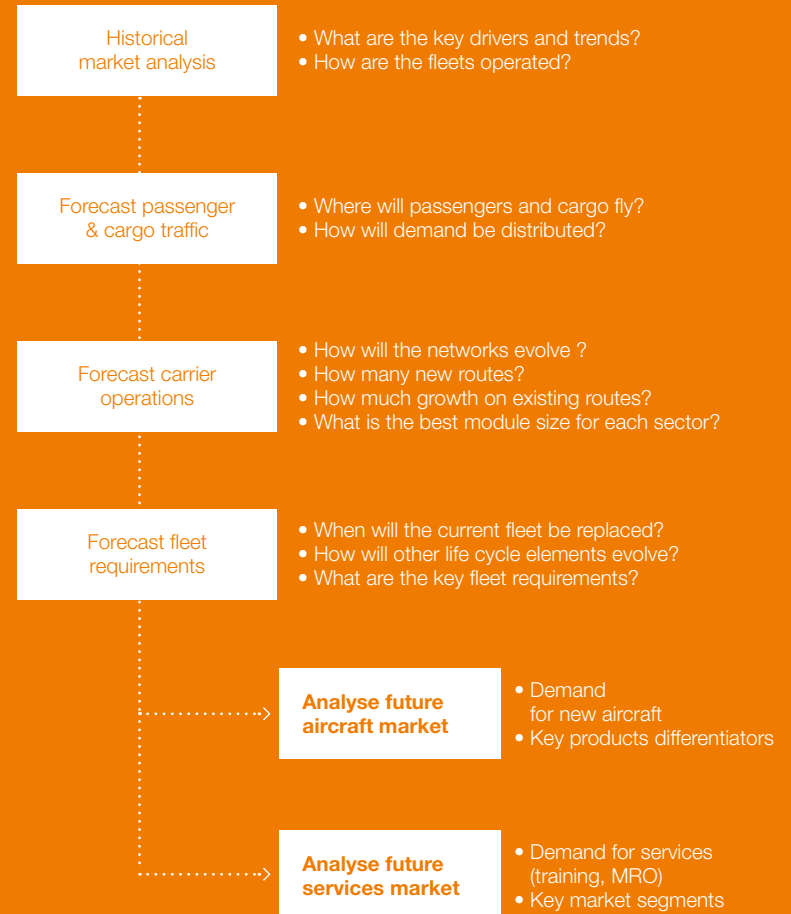 Historical
market analysis
• What are the key drivers and trends?
• How are the fleets operated?
Forecast passenger
& cargo traffic
• Where will passengers and cargo fly?
• How will demand be distributed?
Forecast carrier
operations
• How will the networks evolve ?
• How many new routes?
• How much growth on existing routes?
• What is the best module size for each sector?
Forecast fleet
requirements
• When will the current fleet be replaced?
• How will other life cycle elements evolve?
• What are the key fleet requirements?
Analyse future
aircraft market
• Demand
for new aircraft
• Key products differentiators
Analyse future
services market
• Demand for services
(training, MRO)
• Key market segments